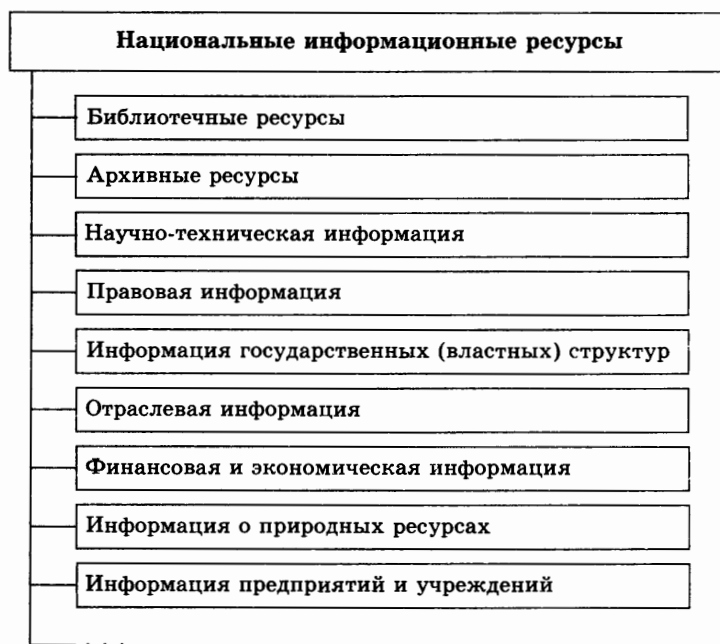 Национальные информационные ресурсы
Библиотечные ресурсы
Архивные ресурсы
Научно-техническая информация
Правовая информация
Информация государственных (властных) структур
Отраслевая информация
Финансовая и экономическая информация
Информация о природных ресурсах
Информация предприятий и учреждений
...